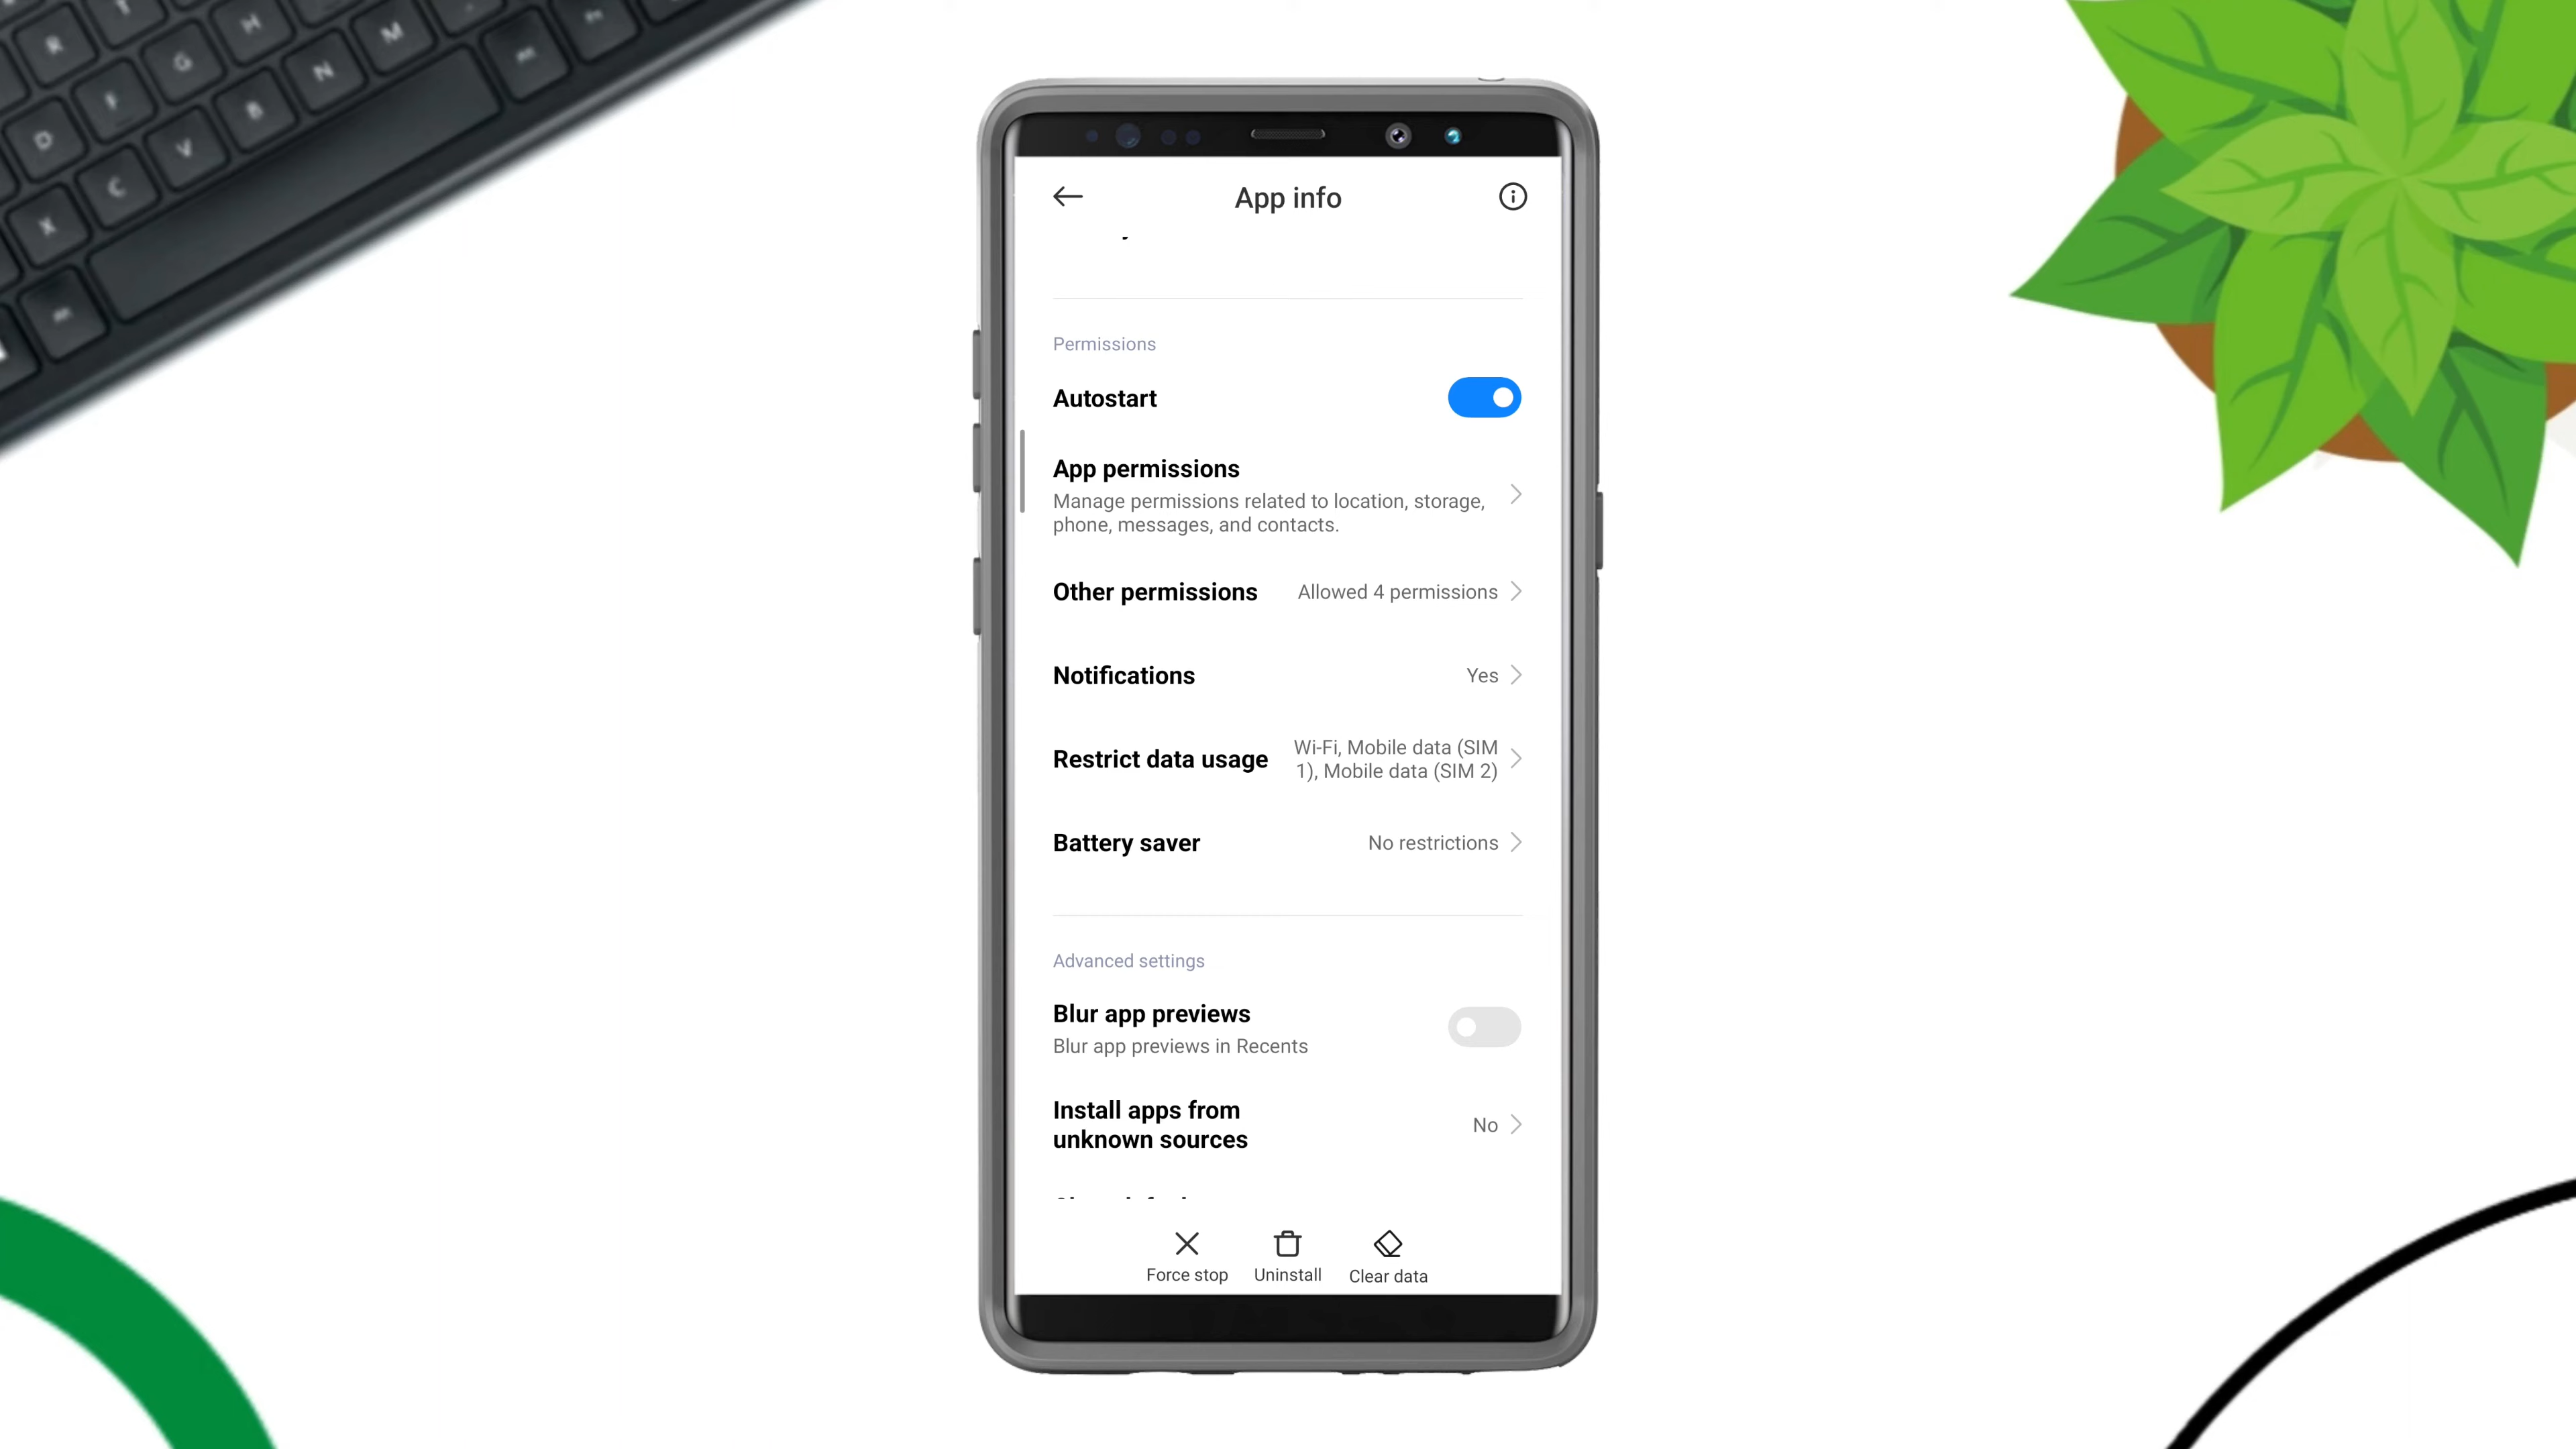 R
H
M
Fn
D
F
G
V
B
N
Alt
X
C
App info
Permissions
Autostart
App permissions
Manage permissions related to location, storage,
phone, messages, and contacts.
Other permissions
Allowed 4 permissions
Notifications
Yes
Restrict data usage
Wi-Fi, Mobile data (SIM
1), Mobile data (SIM 2)
Battery saver
No restrictions
Advanced settings
Blur app previews
Blur app previews in Recents
Install apps from
unknown sources
No
Force stop
Uninstall
Clear data